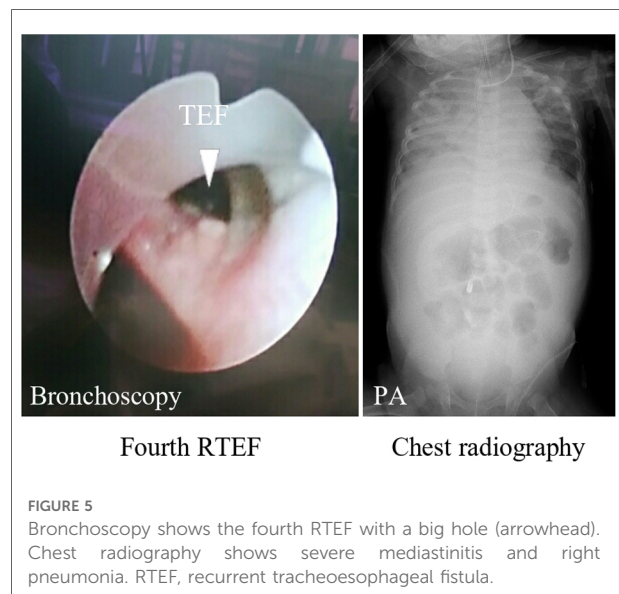 TEF
Bronchoscopy
PA
Fourth RTEF
Chest radiography
FIGURE 5
Bronchoscopy shows the fourth RTEF with a big hole (arrowhead).
Chest radiography shows severe mediastinitis and right
pneumonia. RTEF, recurrent tracheoesophageal fistula.